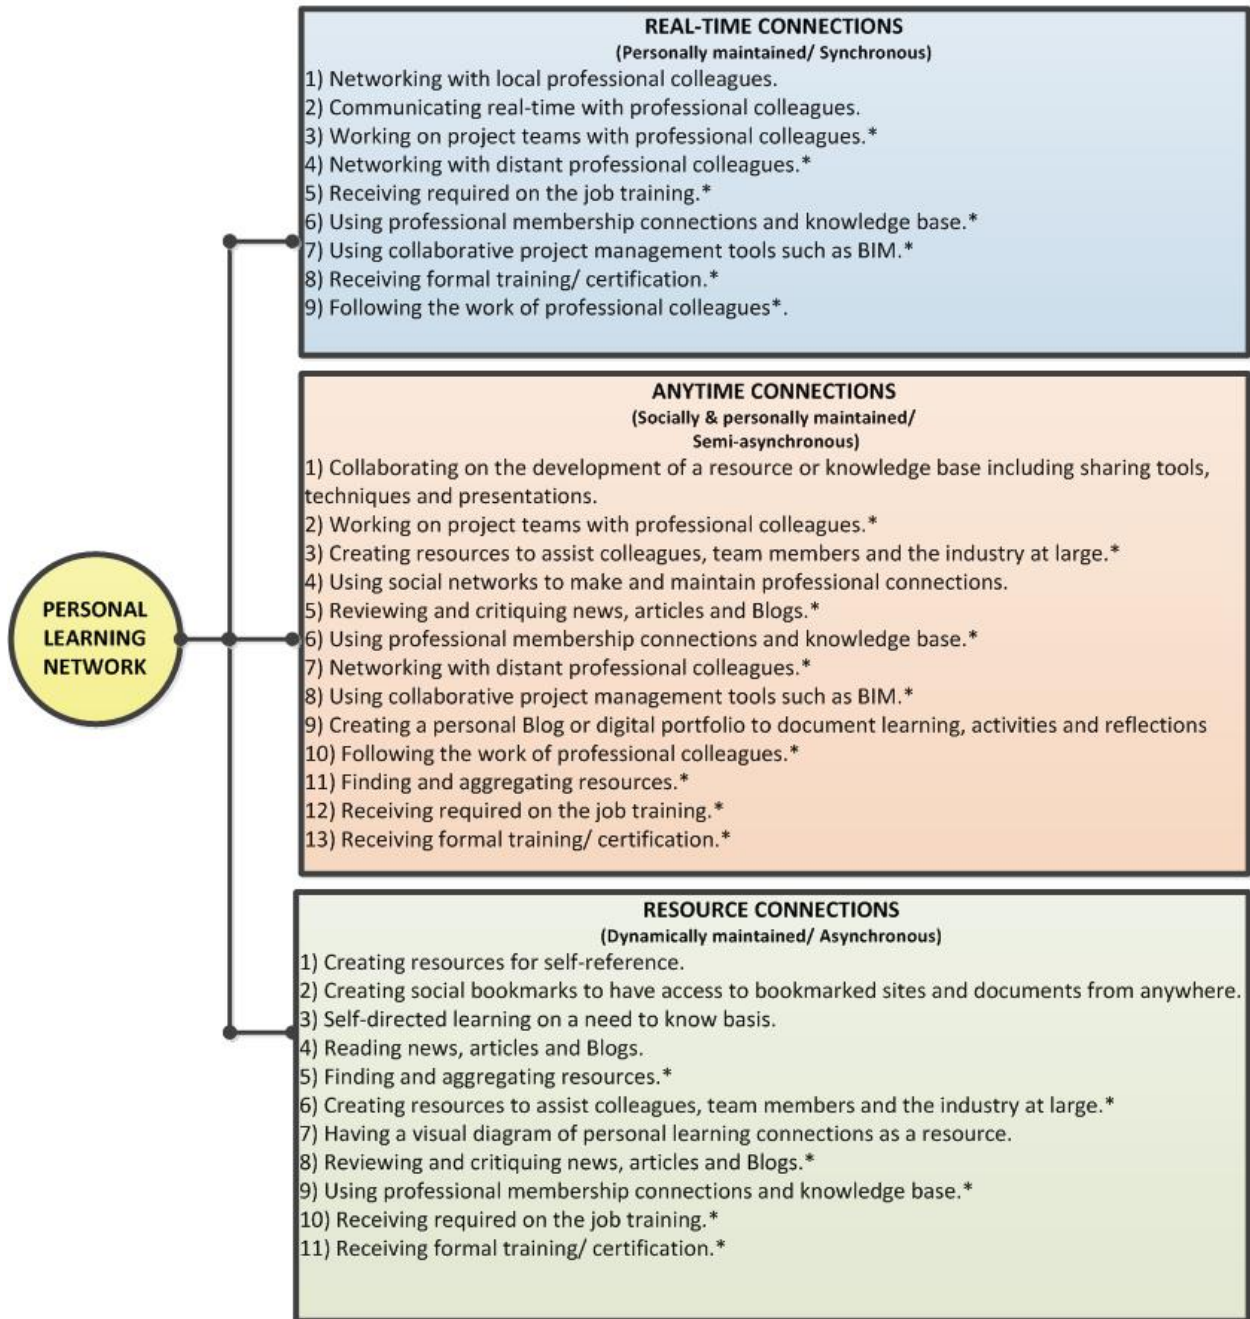 REAL-TIME CONNECTIONS
(Personally maintained/ Synchronous)
1) Networking with local professional colleagues.
2) Communicating real-time with professional colleagues.
3) Working on project teams with professional colleagues.*
4) Networking with distant professional colleagues.*
5) Receiving required on the job training.*
6) Using professional membership connections and knowledge base.*
7) Using collaborative project management tools such as BIM.*
8) Receiving formal training/ certification.*
9) Following the work of professional colleagues*.
ANYTIME CONNECTIONS
(Socially & personally maintained/
Semi-asynchronous)
1) Collaborating on the development of a resource or knowledge base including sharing tools,
techniques and presentations.
2) Working on project teams with professional colleagues.*
3) Creating resources to assist colleagues, team members and the industry at large.*
4) Using social networks to make and maintain professional connections.
5) Reviewing and critiquing news, articles and Blogs.*
6) Using professional membership connections and knowledge base.*
7) Networking with distant professional colleagues.*
8) Using collaborative project management tools such as BIM.*
9) Creating a personal Blog or digital portfolio to document learning, activities and reflections
10) Following the work of professional colleagues.*
11) Finding and aggregating resources.*
12) Receiving required on the job training.*
13) Receiving formal training/ certification.*
PERSONAL
LEARNING
NETWORK
RESOURCE CONNECTIONS
(Dynamically maintained/ Asynchronous)
1) Creating resources for self-reference.
2) Creating social bookmarks to have access to bookmarked sites and documents from anywhere.
3) Self-directed learning on a need to know basis.
4) Reading news, articles and Blogs.
5) Finding and aggregating resources.*
6) Creating resources to assist colleagues, team members and the industry at large.*
7) Having a visual diagram of personal learning connections as a resource.
8) Reviewing and critiquing news, articles and Blogs.*
9) Using professional membership connections and knowledge base.*
10) Receiving required on the job training.*
11) Receiving formal training/ certification.*